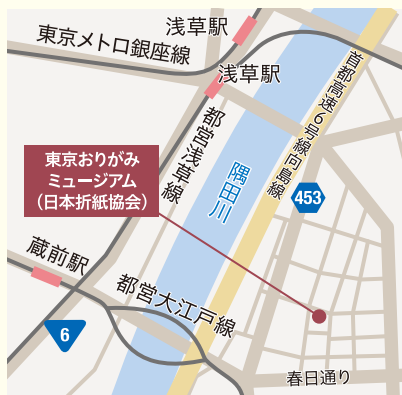 浅草駅
東京メトロ銀座線
浅草駅
首都高速6号線向島線
都営浅草線
東京おりがみ
ミュージアム
（日本折紙協会）
隅田川
453
蔵前駅
都営大江戸線
6
春日通り